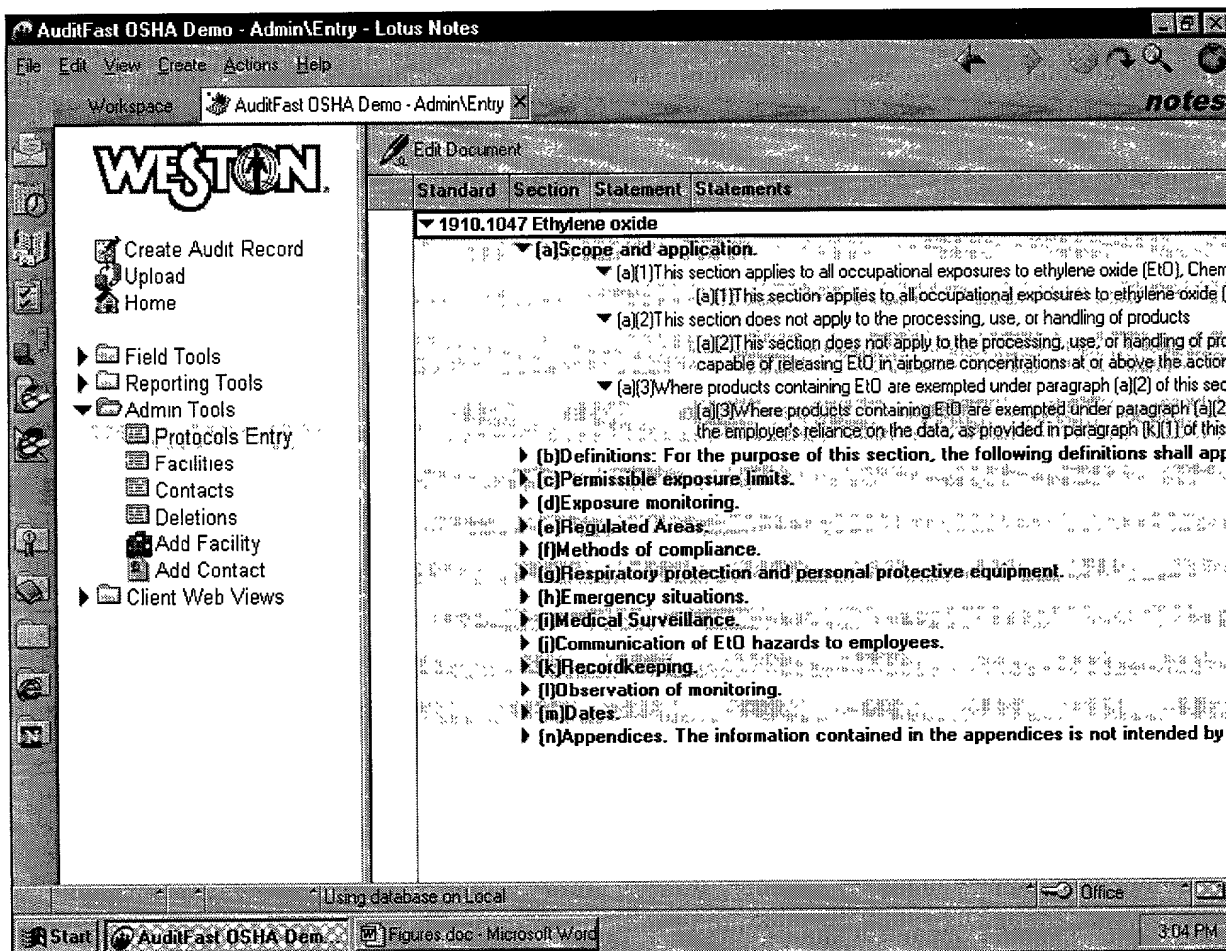 AuditFast OSHA Demo - Admin\Entry - Lotus Notes
File Edit View Create Actions Help
Workspace AuditFast OSHA Demo - Admin\Entry
notes
WESTON.
Create Audit Record
Upload
Home
Field Tools
Reporting Tools
Admin Tools
Protocols Entry
Facilities
Contacts
Deletions
Add Facility
Add Contact
Client Web Views
Edit Document
Standard Section Statement Statements
1910.1047 Ethylene oxide
(a)Scope and application.
(a)(1)This section applies to all occupational exposures to ethylene oxide (EtO), Chem
(a)(1)This section applies to all occupational exposures to ethylene oxide (
(a)(2)This section does not apply to the processing, use, or handling of products
(a)(2)This section does not apply to the processing, use, or handling of pro
capable of releasing EtO in airborne concentrations at or above the action
(a)(3)Where products containing EtO are exempted under paragraph (a)(2) of this sec
(a)(3)Where products containing EtO are exempted under paragraph (a)(2
the employer's reliance on the data, as provided in paragraph (k)(1) of this
(b)Definitions: For the purpose of this section, the following definitions shall app
(c)Permissible exposure limits.
(d)Exposure monitoring.
(e)Regulated Areas.
(f)Methods of compliance.
(g)Respiratory protection and personal protective equipment.
(h)Emergency situations.
(i)Medical Surveillance.
(j)Communication of EtO hazards to employees.
(k)Recordkeeping.
(l)Observation of monitoring.
(m)Dates.
(n)Appendices. The information contained in the appendices is not intended by
Using database on Local
Office
Start AuditFast OSHA Dem... Figures.doc - Microsoft Word 3:04 PM